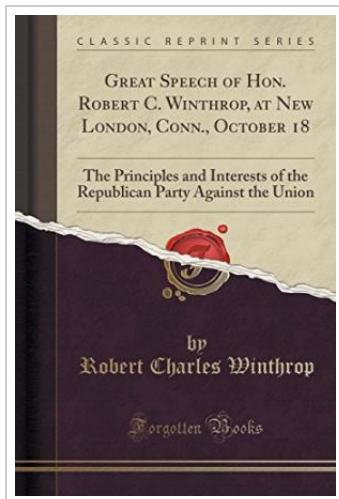 CLASSIC REPRINT SERIES
GREAT SPEECH OF HON.
ROBERT C. WINTHROP, AT NEW
LONDON, CONN., OCTOBER 18
The Principles and Interests of the
Republican Party Against the Union
by
Robert Charles Winthrop
Forgotten Books